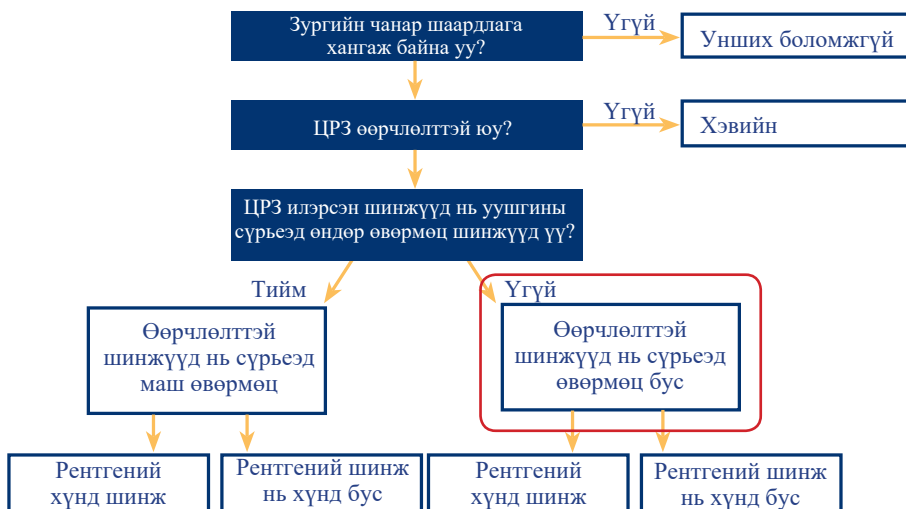 Зургийн чанар шаардлага
хангаж байна уу?
Үгүй
Унших боломжгүй
ЦРЗ өөрчлөлттэй юу?
Үгүй
Хэвийн
ЦРЗ илэрсэн шинжүүд нь уушгины
сүрьеэд өндөр өвөрмөц шинжүүд үү?
Тийм
Үгүй
Өөрчлөлттэй
шинжүүд нь сүрьеэд
маш өвөрмөц
Өөрчлөлттэй
шинжүүд нь сүрьеэд
өвөрмөц бус
Рентгений
хүнд шинж
Рентгений шинж
нь хүнд бус
Рентгений
хүнд шинж
Рентгений шинж
нь хүнд бус